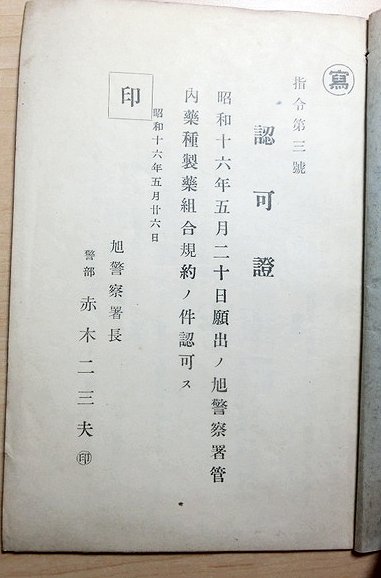 寫
指令第三號
認可證
昭和十六年五月二十日願出ノ旭警察署管
內藥種製藥組合規約ノ件認可ス
昭和十六年五月廿六日
印
旭警察署長
警部 赤木二三夫 印